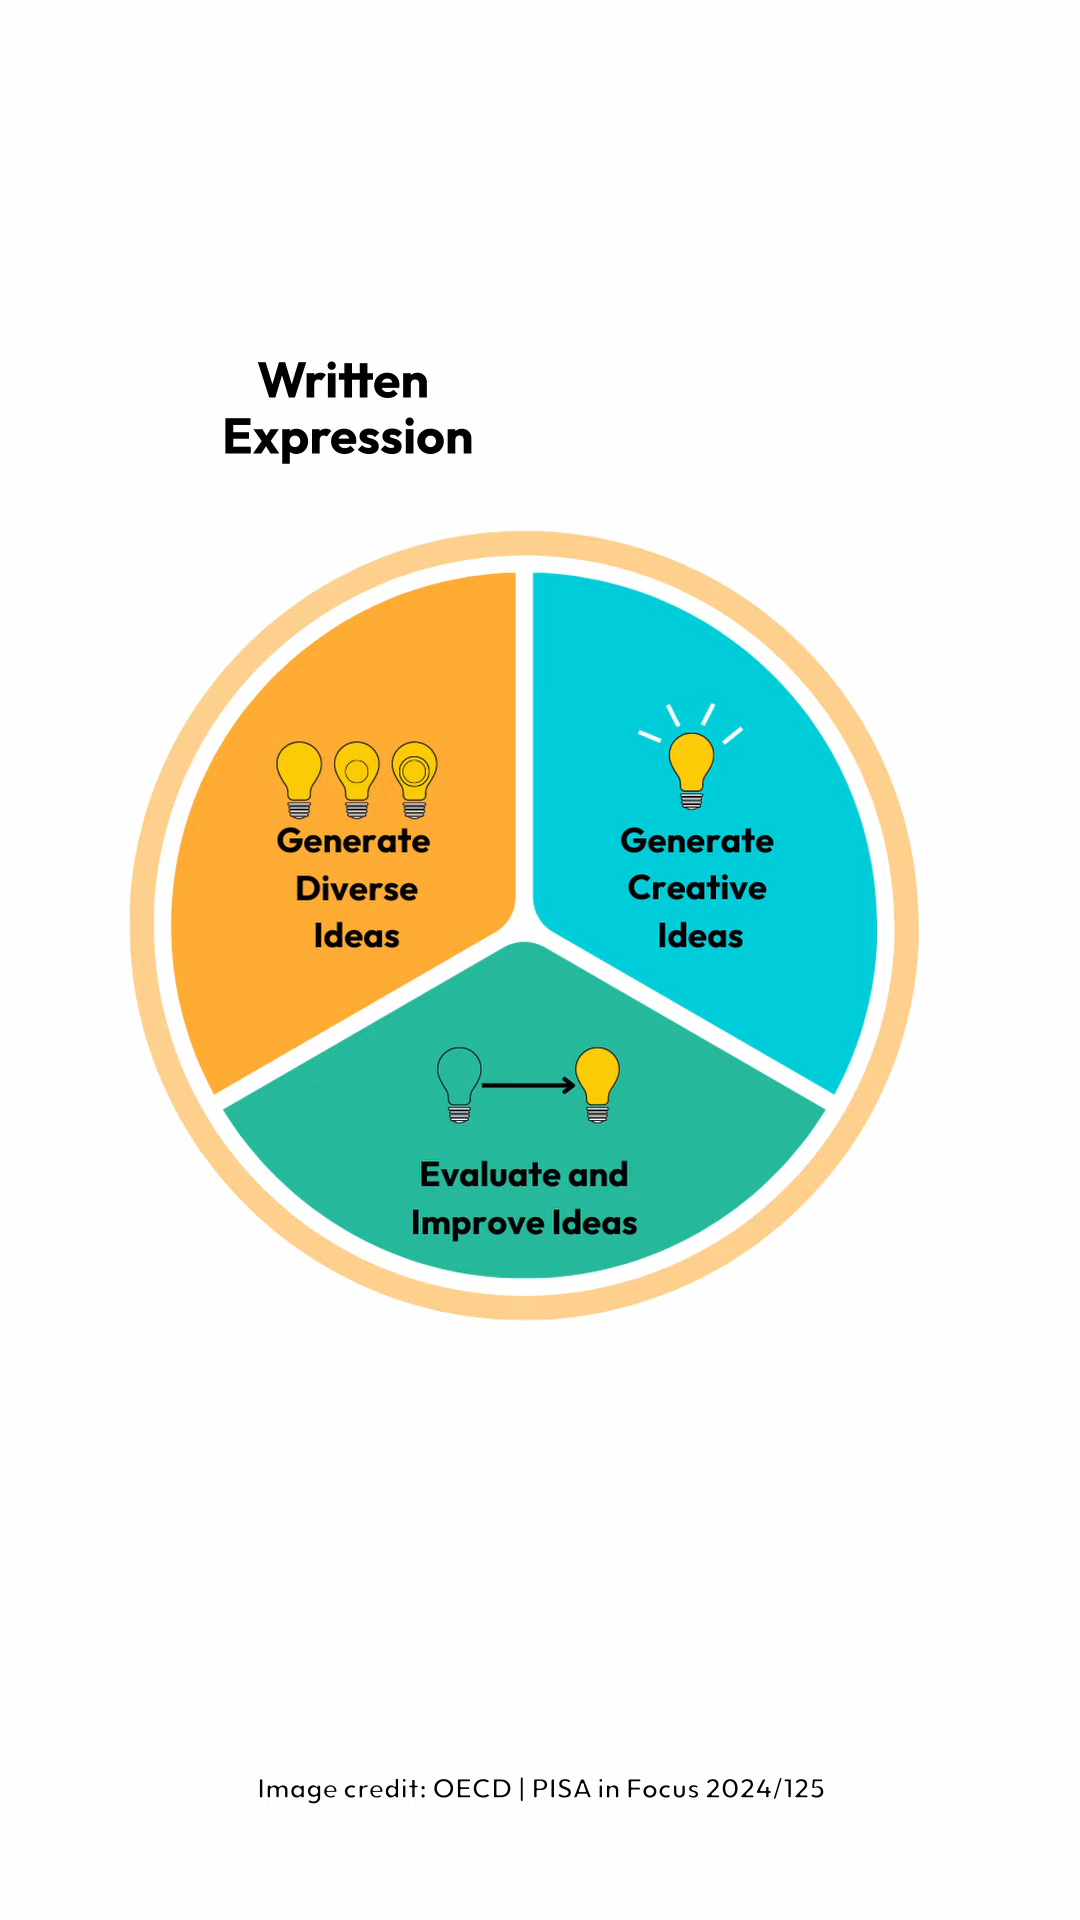 Written
Expression
Generate
Diverse
Ideas
Generate
Creative
Ideas
Evaluate and
Improve Ideas
Image credit: OECD | PISA in Focus 2024/125